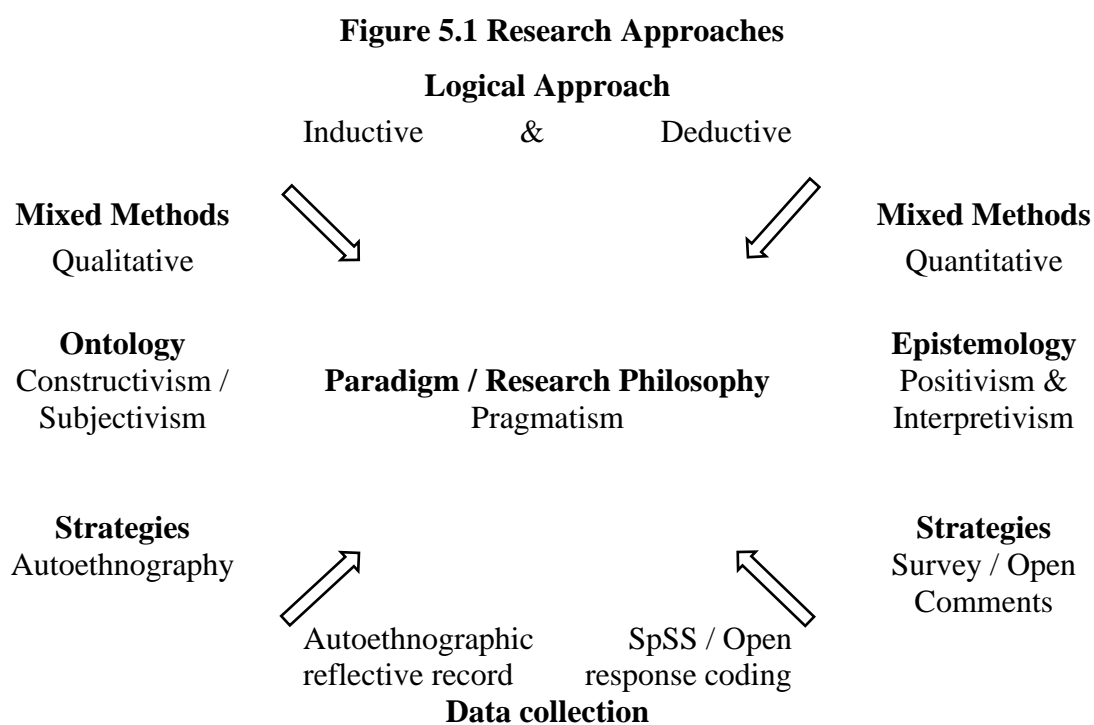 Figure 5.1 Research Approaches
Logical Approach
Inductive & Deductive
Mixed Methods
Qualitative
Mixed Methods
Quantitative
Ontology
Constructivism /
Subjectivism
Paradigm / Research Philosophy
Pragmatism
Epistemology
Positivism &
Interpretivism
Strategies
Autoethnography
Strategies
Survey / Open
Comments
Autoethnographic
reflective record
SpSS / Open
response coding
Data collection